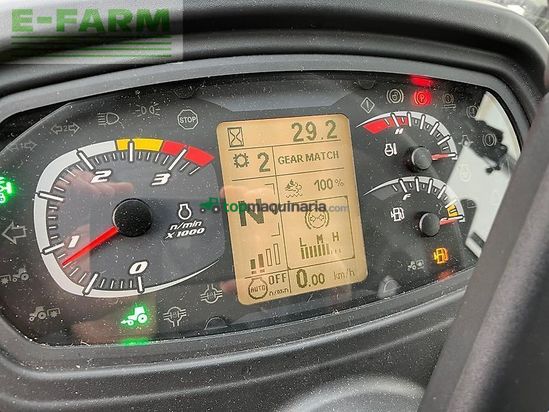 E-FARM
STOP
29.2
2 GEAR MATCH
100%
N
L M H
AUTO OFF
n/min
0.00 km/h
0 1 2 3
n/min
X1000
H
F
topmaquinaria.com